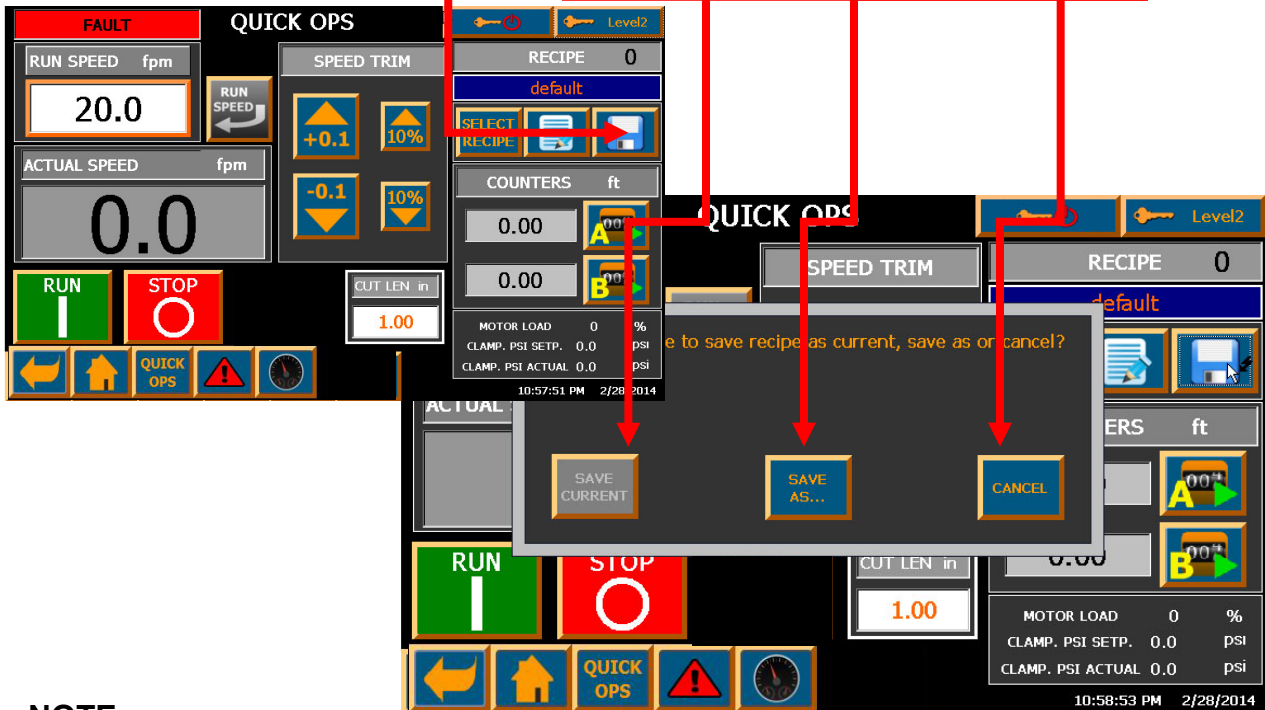 FAULT
QUICK OPS
Level2
RUN SPEED fpm
20.0
RUN
SPEED
SPEED TRIM
+0.1
10%
-0.1
10%
ACTUAL SPEED fpm
0.0
RECIPE 0
default
SELECT
RECIPE
COUNTERS ft
0.00
A
0.00
B
RUN
STOP
CUT LEN in
1.00
MOTOR LOAD 0 %
CLAMP. PSI SETP. 0.0 psi
CLAMP. PSI ACTUAL 0.0 psi
QUICK
OPS
10:57:51 PM 2/28/2014
QUICK OPS
Level2
SPEED TRIM
RECIPE 0
default
e to save recipe as current, save as or cancel?
SAVE
CURRENT
SAVE
AS...
CANCEL
ACTUAL
ERS ft
A
0.00
B
RUN
STOP
CUT LEN in
1.00
MOTOR LOAD 0 %
CLAMP. PSI SETP. 0.0 psi
CLAMP. PSI ACTUAL 0.0 psi
QUICK
OPS
10:58:53 PM 2/28/2014
NOTE